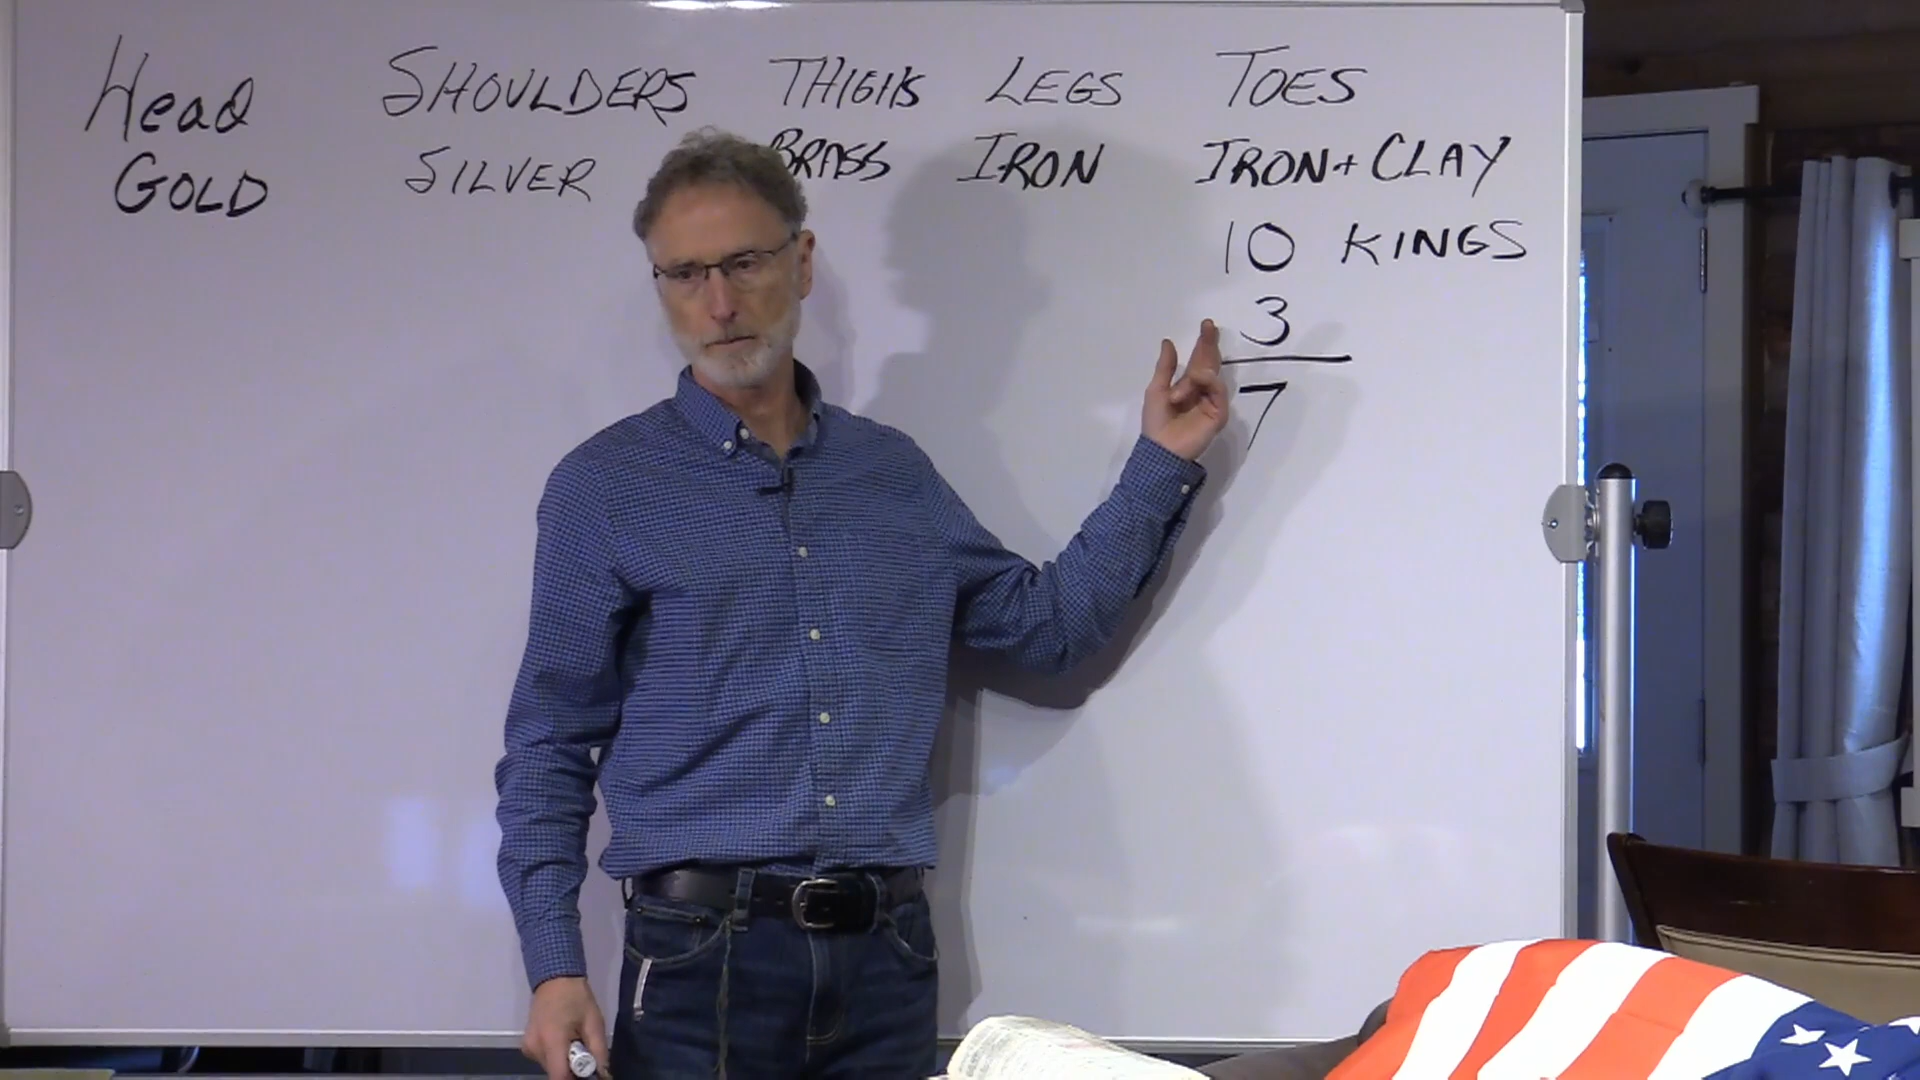 Head SHOULDERS THIGHS LEGS TOES
GOLD SILVER BRASS IRON IRON + CLAY
10 KINGS
3
7